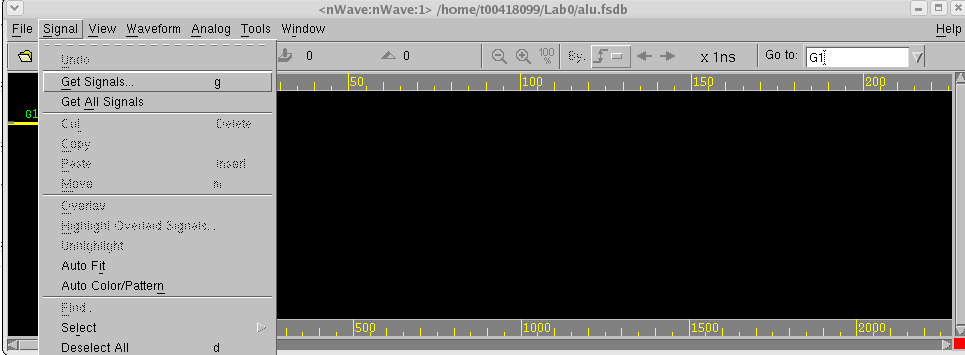 <nWave:nWave:1> /home/t00418099/Lab0/alu.fsdb
File Signal View Waveform Analog Tools Window Help
0 0 100 % By: x 1ns Go to: G1
Undo
Get Signals... g
Get All Signals
Cut Delete
Copy
Paste Insert
Move m
Overlay
Highlight Overlaid Signals..
Unhighlight
Auto Fit
Auto Color/Pattern
Find..
Select
Deselect All d
50 100 150 200
G1
500 1000 1500 2000